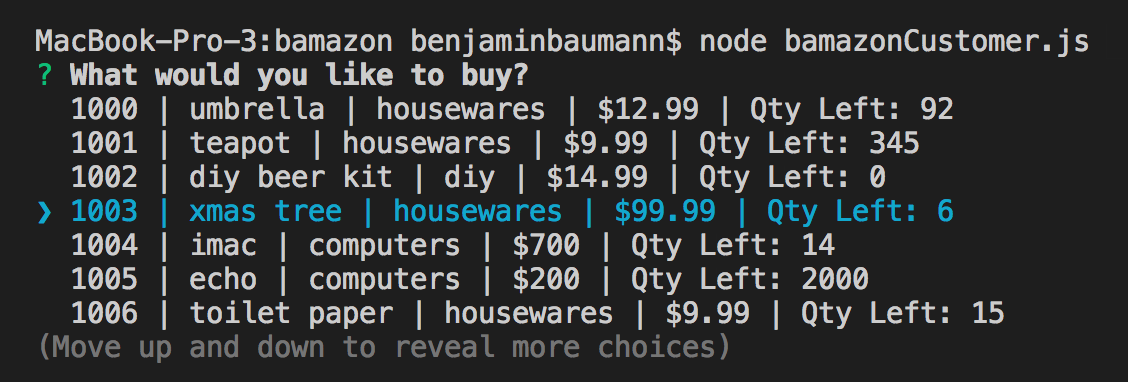 MacBook-Pro-3:bamazon benjaminbaumann$ node bamazonCustomer.js
? What would you like to buy?
1000 | umbrella | housewares | $12.99 | Qty Left: 92
1001 | teapot | housewares | $9.99 | Qty Left: 345
1002 | diy beer kit | diy | $14.99 | Qty Left: 0
❯ 1003 | xmas tree | housewares | $99.99 | Qty Left: 6
1004 | imac | computers | $700 | Qty Left: 14
1005 | echo | computers | $200 | Qty Left: 2000
1006 | toilet paper | housewares | $9.99 | Qty Left: 15
(Move up and down to reveal more choices)